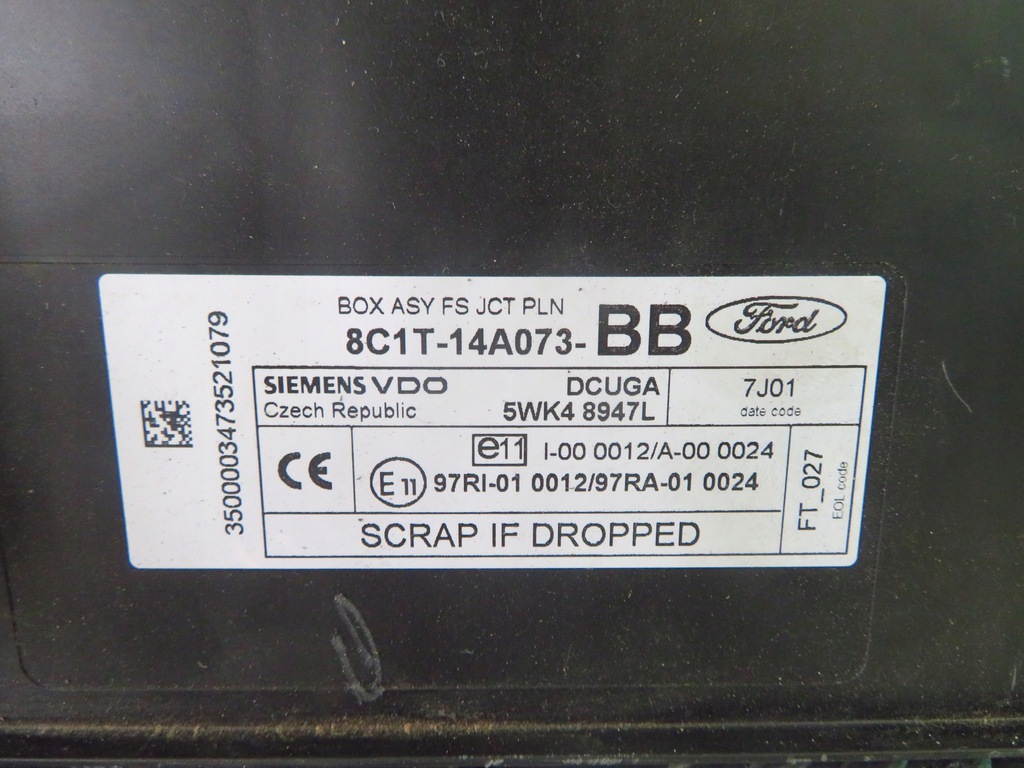 BOX ASY FS JCT PLN
8C1T-14A073-BB
Ford
SIEMENS VDO
Czech Republic
DCUGA
5WK4 8947L
7J01
date code
CE
e11 I-00 0012/A-00 0024
E11 97RI-01 0012/97RA-01 0024
SCRAP IF DROPPED
FT_027
EOL code
3500003473521079